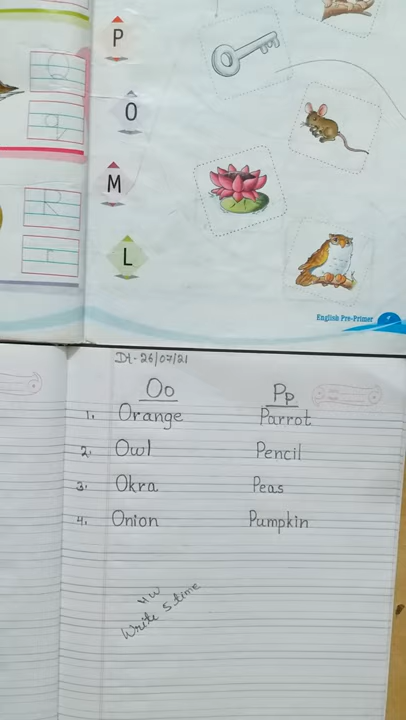 P
O
M
L
English Pre-Primer
Dt-26/07/21
Oo Pp
1. Orange Parrot
2. Owl Pencil
3. Okra Peas
4. Onion Pumpkin
HW
Write 5 time